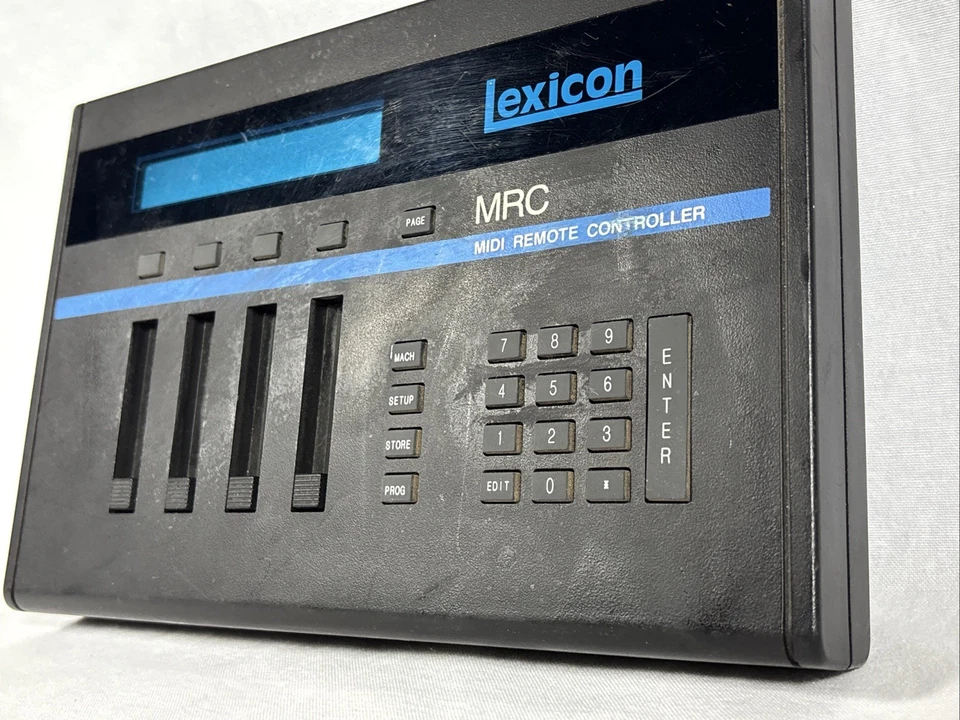 Lexicon
MRC
PAGE
MIDI REMOTE CONTROLLER
MACH
SETUP
STORE
PROG
7 8 9
4 5 6
1 2 3
EDIT 0 *
ENTER